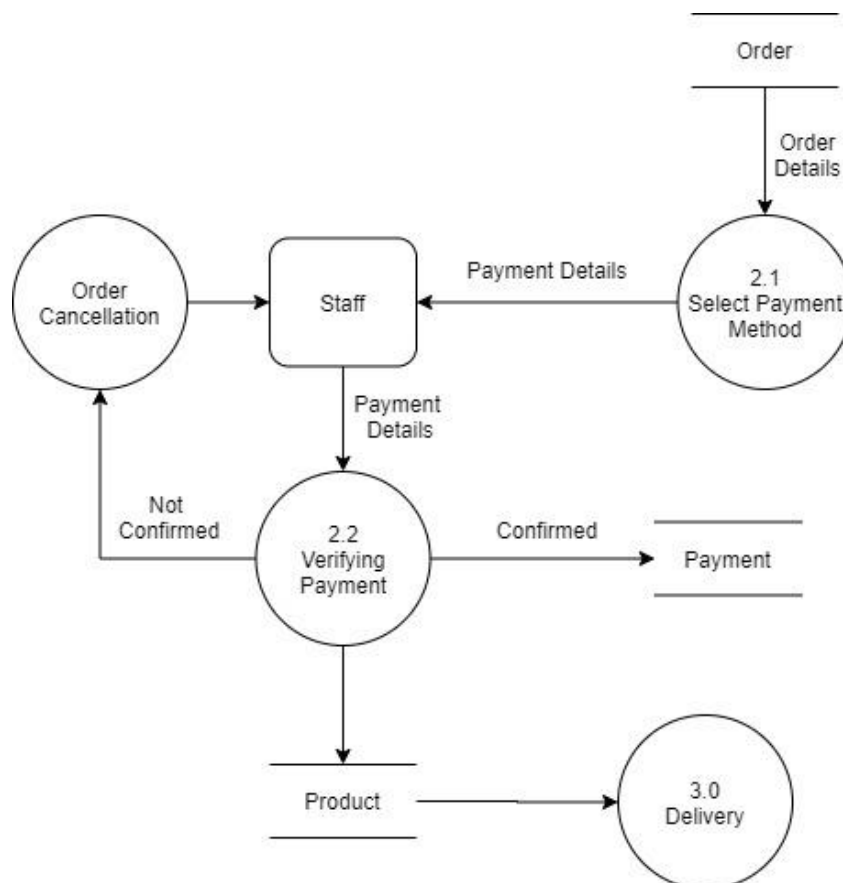 Order
Order
Details
Order
Cancellation
Staff
Payment Details
2.1
Select Payment
Method
Payment
Details
Not
Confirmed
2.2
Verifying
Payment
Confirmed
Payment
Product
3.0
Delivery